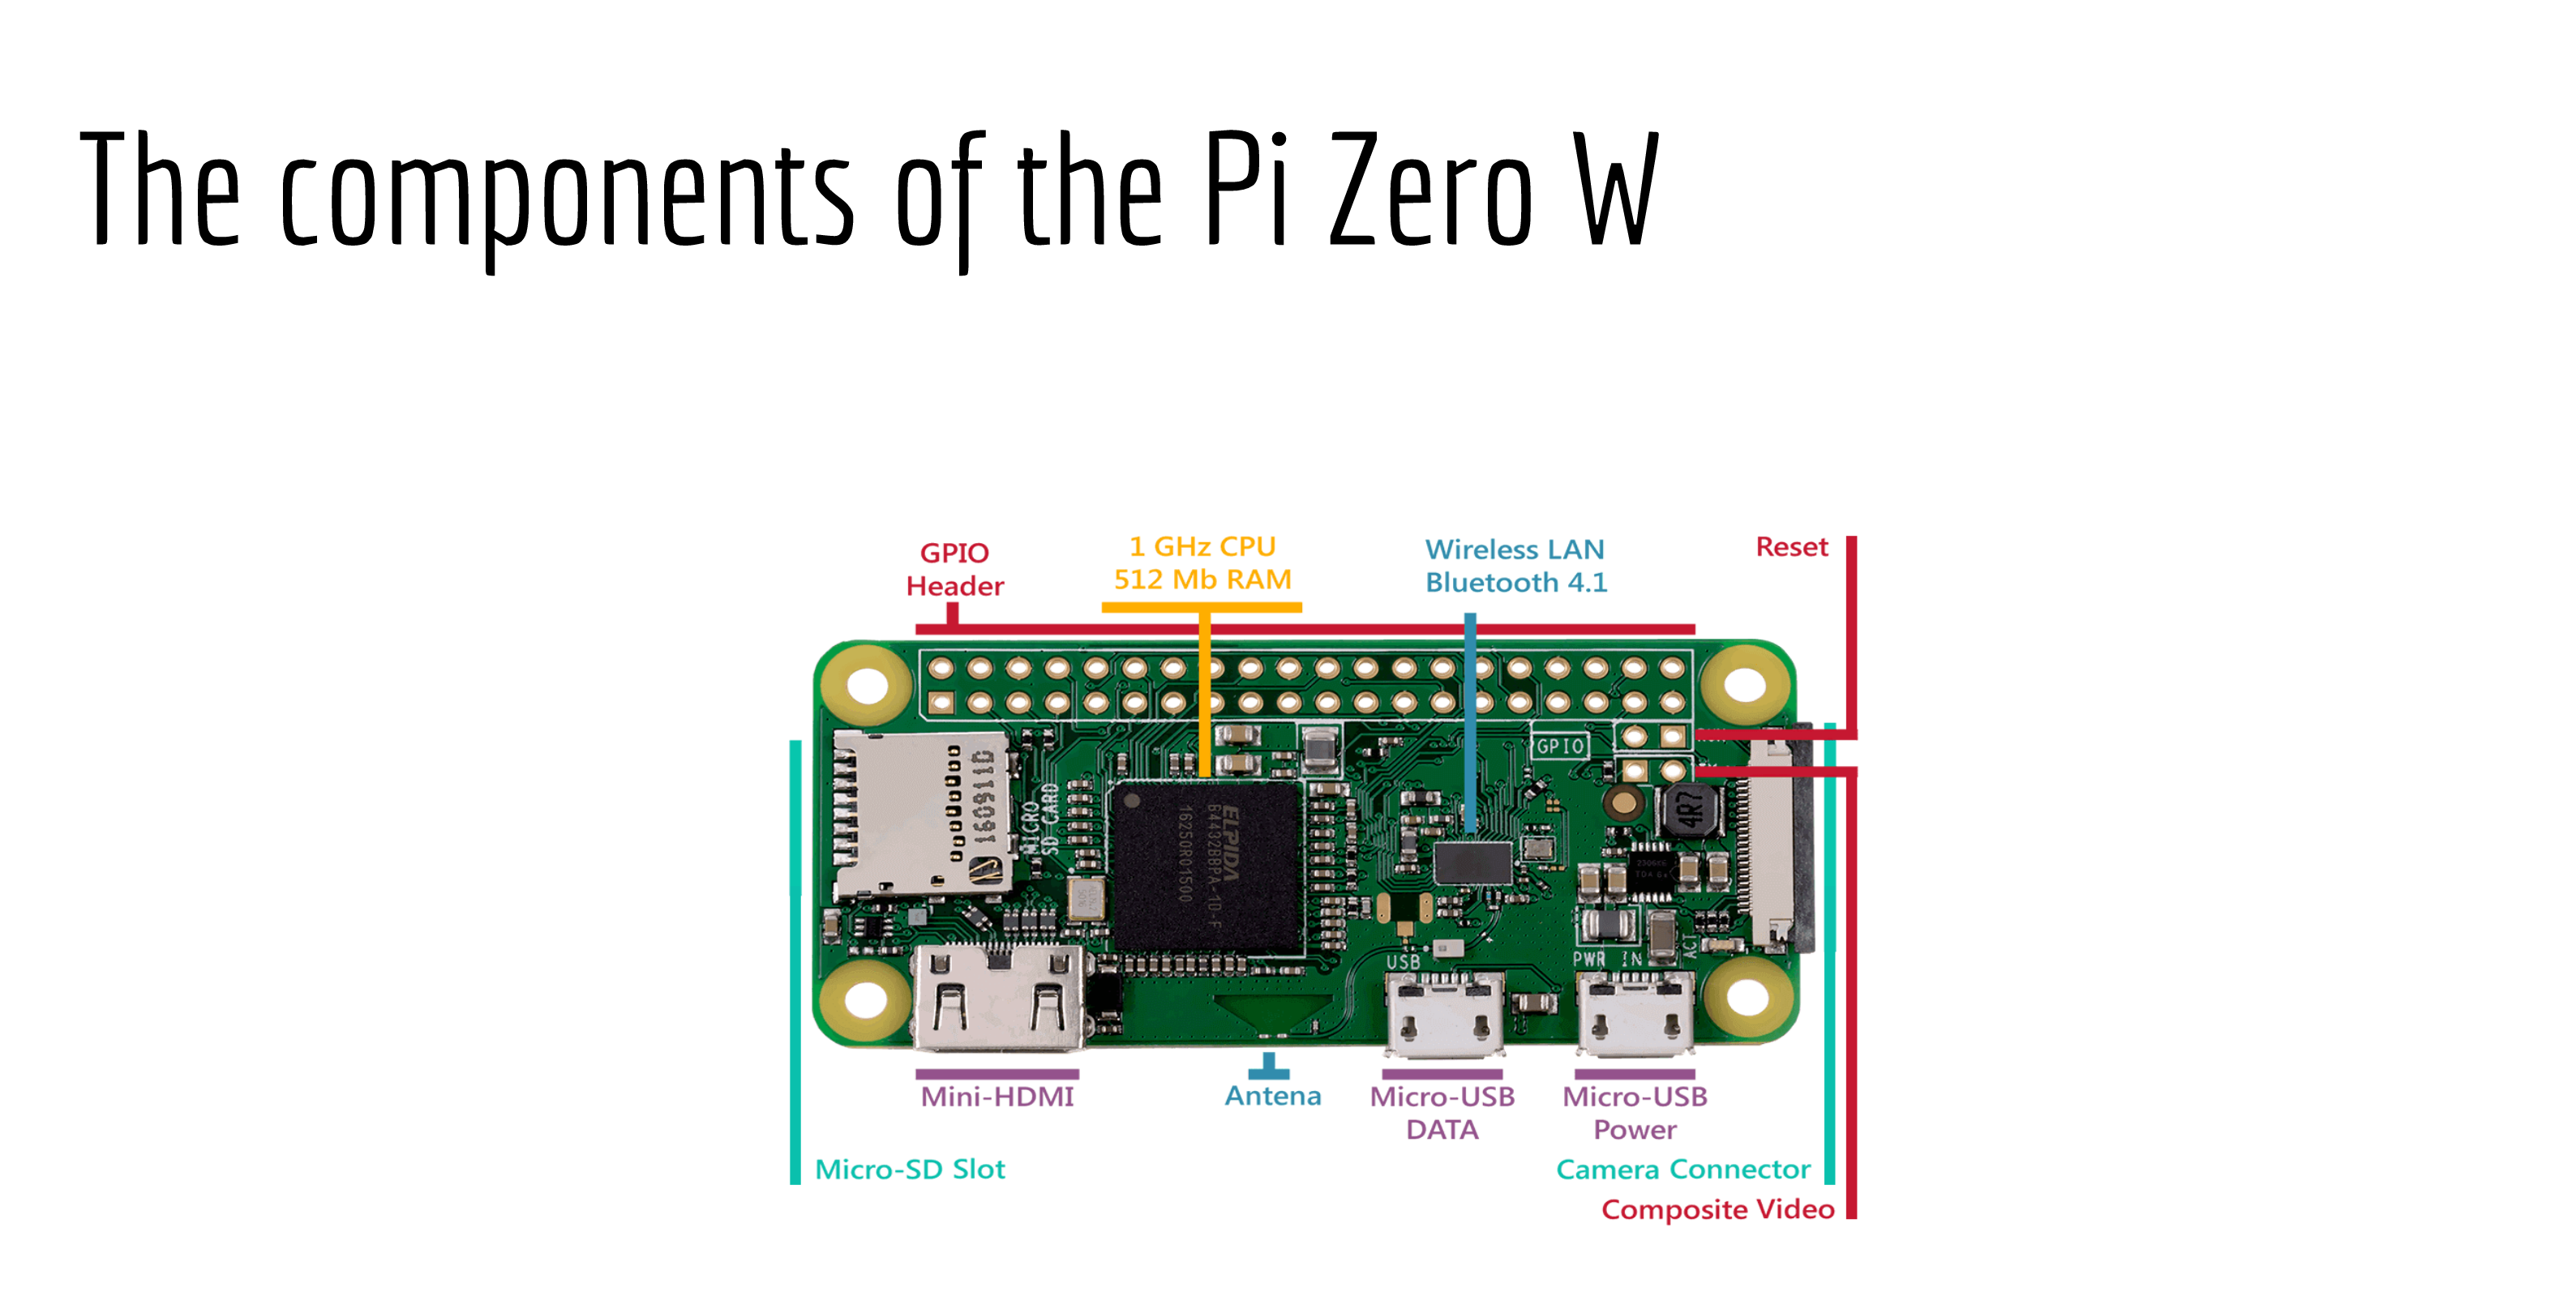 The components of the Pi Zero W
GPIO
Header
1 GHz CPU
512 Mb RAM
Wireless LAN
Bluetooth 4.1
Reset
GPIO
MICRO
SD CARD
160911D
ELPIDA
B4432BBPA-1D-F
16250R01500
4R7
USB
PWR IN
ACT
Mini-HDMI
Antena
Micro-USB
DATA
Micro-USB
Power
Micro-SD Slot
Camera Connector
Composite Video